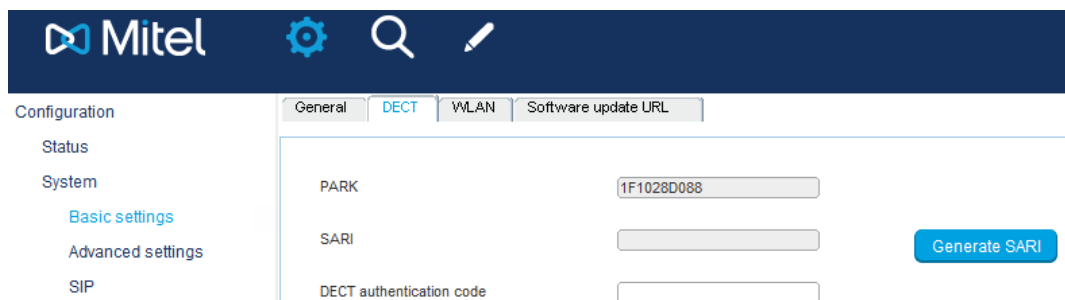 Mitel
General DECT WLAN Software update URL
Configuration
Status
System
Basic settings
Advanced settings
SIP
PARK 1F1028D088
SARI Generate SARI
DECT authentication code